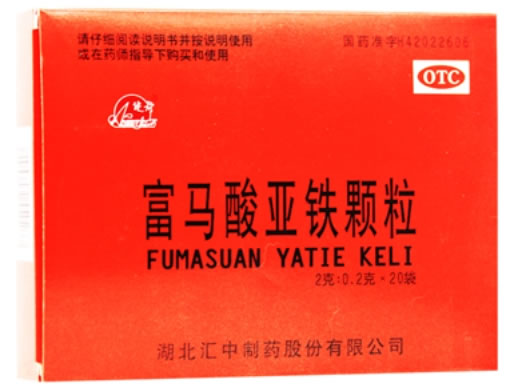 请仔细阅读说明书并按说明使用
或在药师指导下购买和使用
国药准字H42022606
OTC
富马酸亚铁颗粒
FUMASUAN YATIE KELI
2克:0.2克·20袋
湖北汇中制药股份有限公司